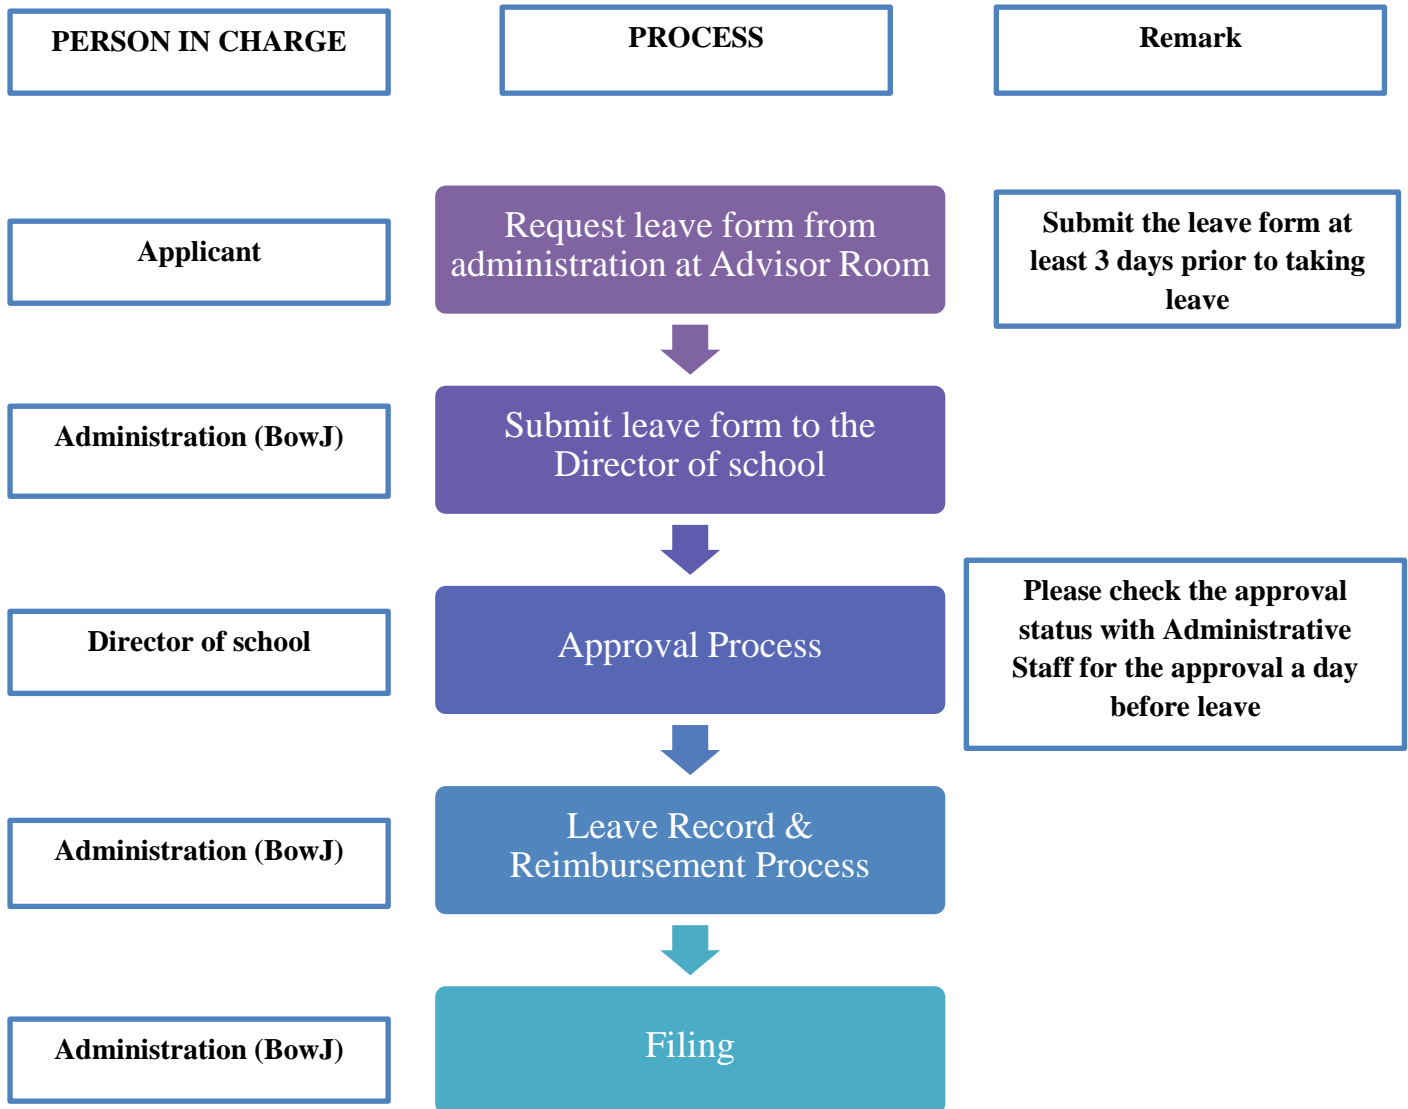 PERSON IN CHARGE
PROCESS
Remark
Applicant
Request leave form from
administration at Advisor Room
Submit the leave form at
least 3 days prior to taking
leave
Administration (BowJ)
Submit leave form to the
Director of school
Director of school
Approval Process
Please check the approval
status with Administrative
Staff for the approval a day
before leave
Administration (BowJ)
Leave Record &
Reimbursement Process
Administration (BowJ)
Filing